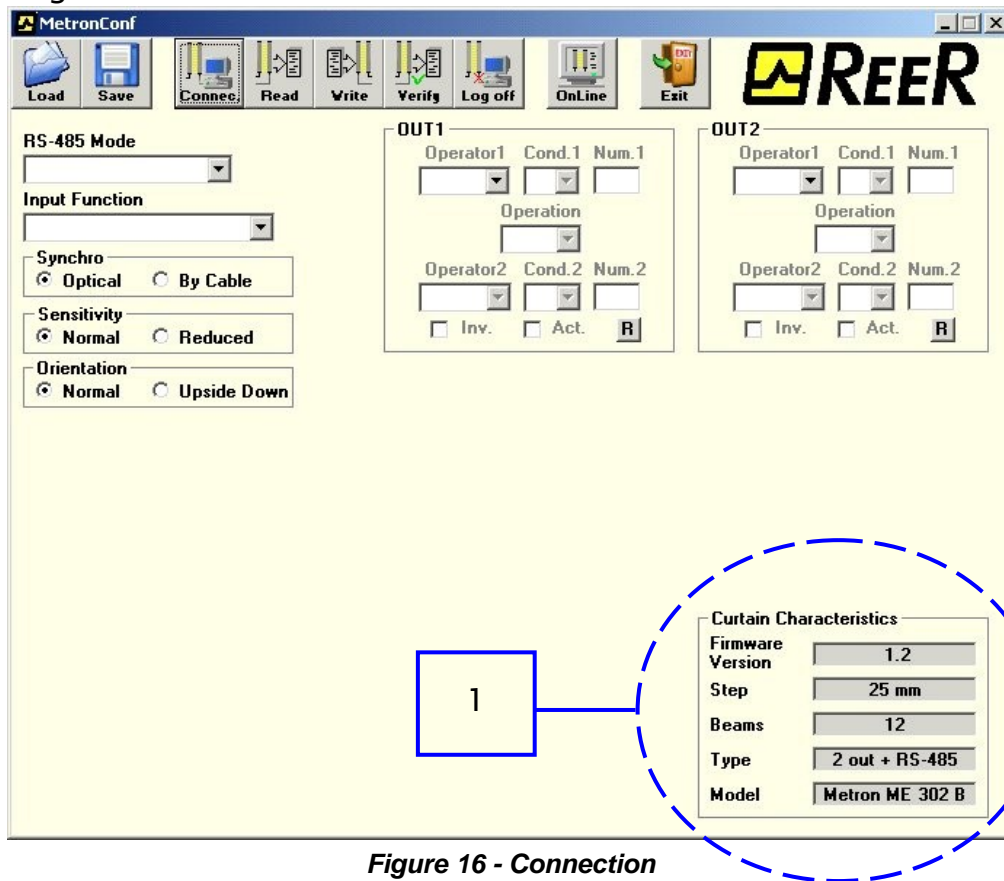 MetronConf
Load Save Connec. Read Write Verify Log off OnLine Exit
EXIT
REER
RS-485 Mode
Input Function
Synchro
Optical By Cable
Sensitivity
Normal Reduced
Orientation
Normal Upside Down
OUT1
Operator1 Cond.1 Num.1
Operation
Operator2 Cond.2 Num.2
Inv. Act. R
OUT2
Operator1 Cond.1 Num.1
Operation
Operator2 Cond.2 Num.2
Inv. Act. R
1
Curtain Characteristics
Firmware
Version 1.2
Step 25 mm
Beams 12
Type 2 out + RS-485
Model Metron ME 302 B
Figure 16 - Connection